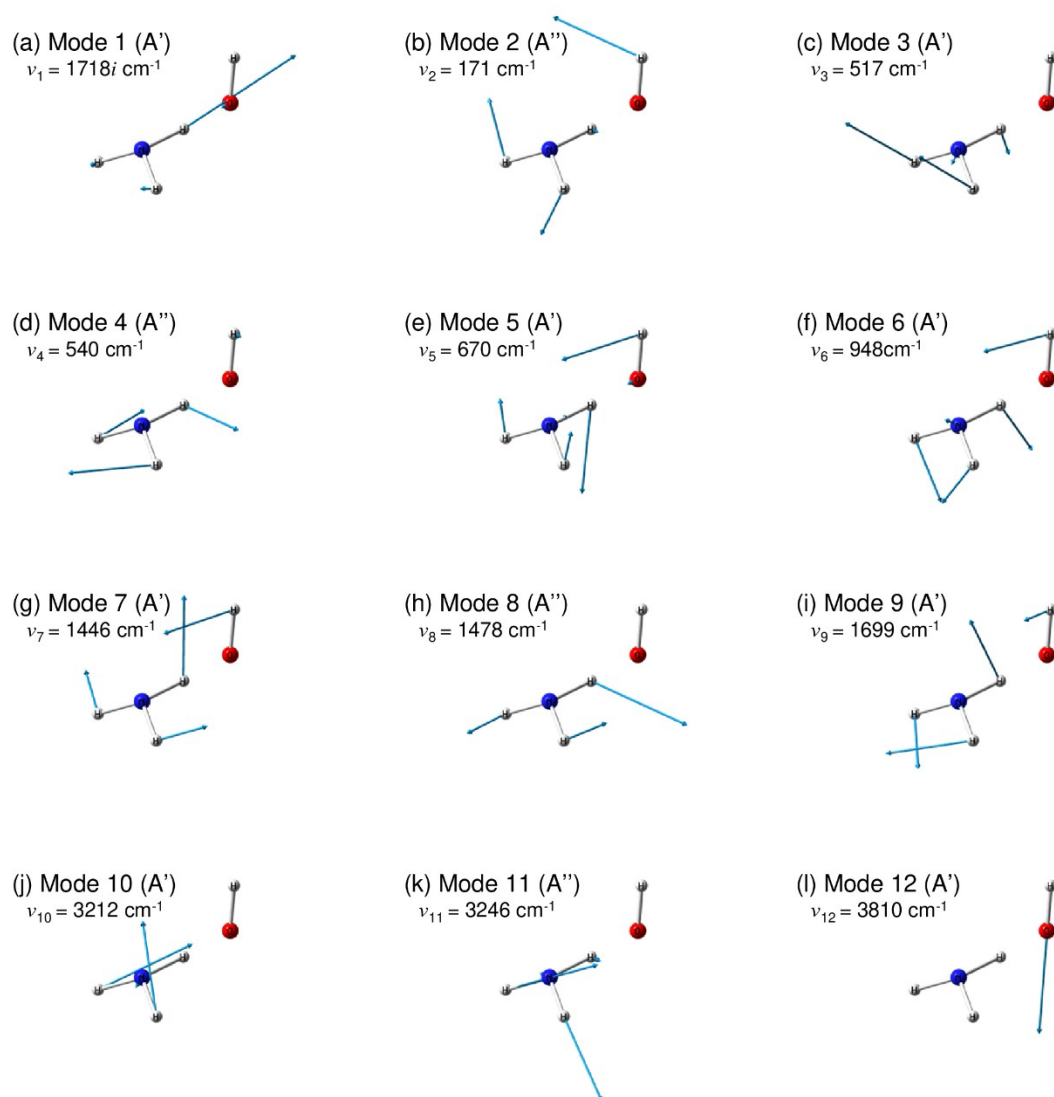 (a) Mode 1 (A')
ν1 = 1718i cm-1
(b) Mode 2 (A'')
ν2 = 171 cm-1
(c) Mode 3 (A')
ν3 = 517 cm-1
(d) Mode 4 (A'')
ν4 = 540 cm-1
(e) Mode 5 (A')
ν5 = 670 cm-1
(f) Mode 6 (A')
ν6 = 948cm-1
(g) Mode 7 (A')
ν7 = 1446 cm-1
(h) Mode 8 (A'')
ν8 = 1478 cm-1
(i) Mode 9 (A')
ν9 = 1699 cm-1
(j) Mode 10 (A')
ν10 = 3212 cm-1
(k) Mode 11 (A'')
ν11 = 3246 cm-1
(l) Mode 12 (A')
ν12 = 3810 cm-1